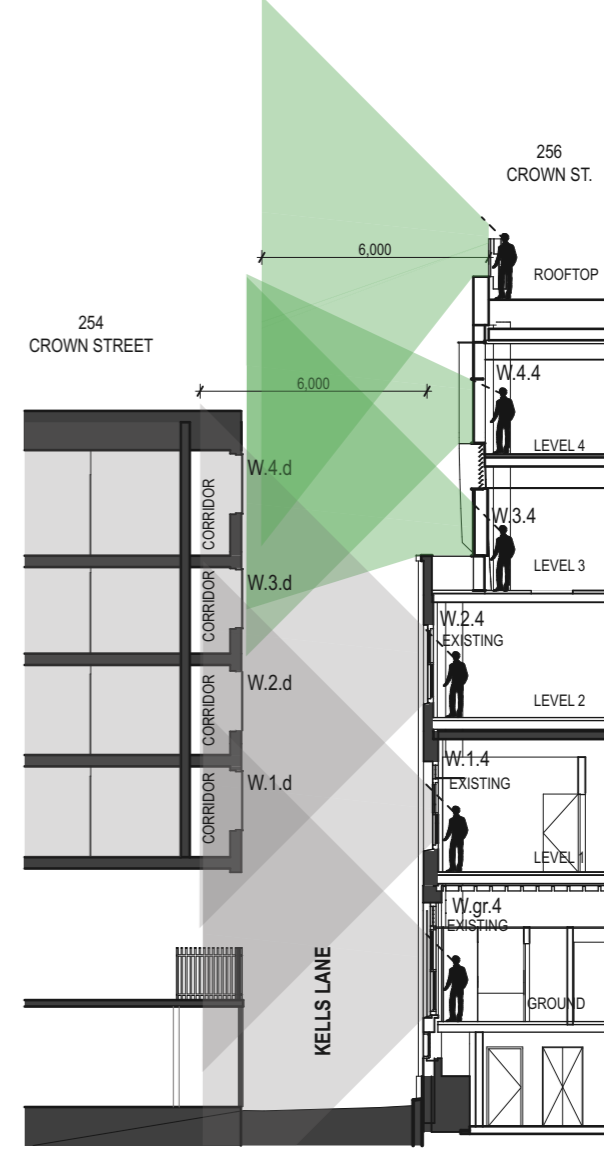 256
CROWN ST.
6,000
ROOFTOP
254
CROWN STREET
6,000
W.4.4
LEVEL 4
W.4.d
CORRIDOR
W.3.4
LEVEL 3
W.3.d
CORRIDOR
W.2.4
EXISTING
W.2.d
CORRIDOR
LEVEL 2
W.1.4
EXISTING
W.1.d
CORRIDOR
LEVEL 1
W.gr.4
EXISTING
KELLS LANE
GROUND